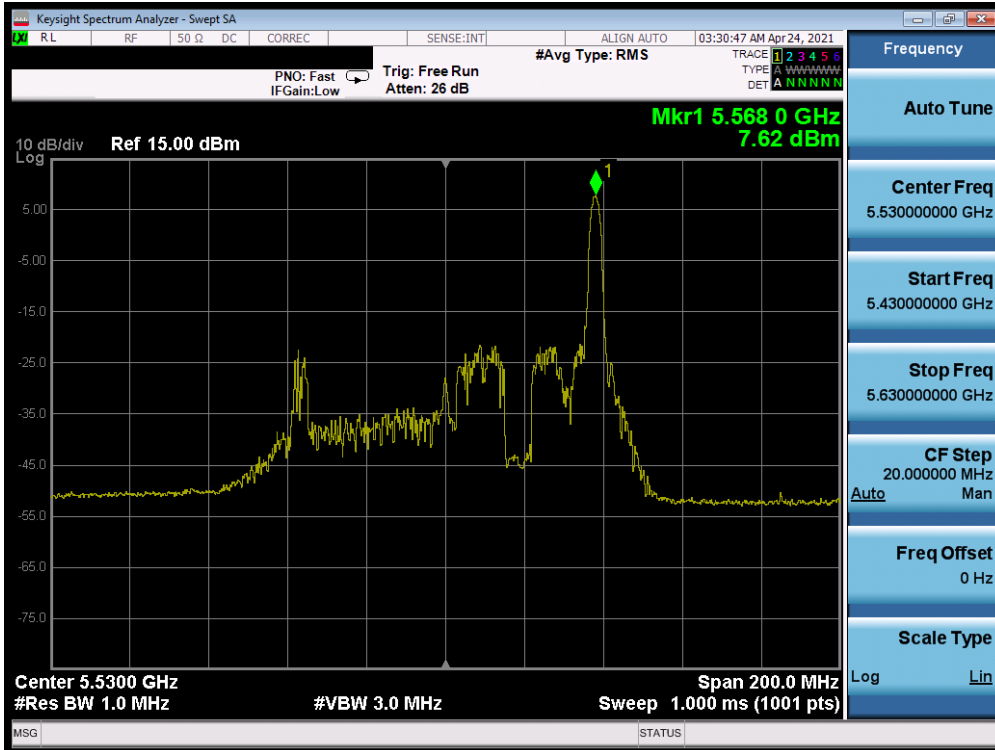 Keysight Spectrum Analyzer - Swept SA
LXI RL RF 50 Ω DC CORREC SENSE:INT ALIGN AUTO 03:30:47 AM Apr 24, 2021
#Avg Type: RMS
TRACE 1 2 3 4 5 6
TYPE A WWWWW
DET A N N N N N
PNO: Fast
IFGain:Low
Trig: Free Run
Atten: 26 dB
Mkr1 5.568 0 GHz
7.62 dBm
10 dB/div Ref 15.00 dBm
Log
1
5.00
-5.00
-15.0
-25.0
-35.0
-45.0
-55.0
-65.0
-75.0
Center 5.5300 GHz Span 200.0 MHz
#Res BW 1.0 MHz #VBW 3.0 MHz Sweep 1.000 ms (1001 pts)
MSG STATUS
Frequency
Auto Tune
Center Freq
5.530000000 GHz
Start Freq
5.430000000 GHz
Stop Freq
5.630000000 GHz
CF Step
20.000000 MHz
Auto Man
Freq Offset
0 Hz
Scale Type
Log Lin